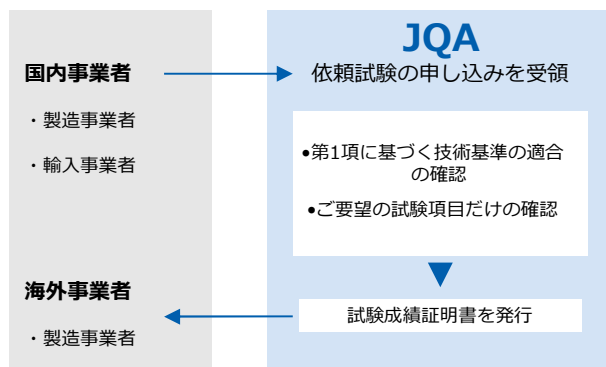 国内事業者
・製造事業者
・輸入事業者
海外事業者
・製造事業者
JQA
依頼試験の申し込みを受領
•第1項に基づく技術基準の適合
の確認
•ご要望の試験項目だけの確認
試験成績証明書を発行